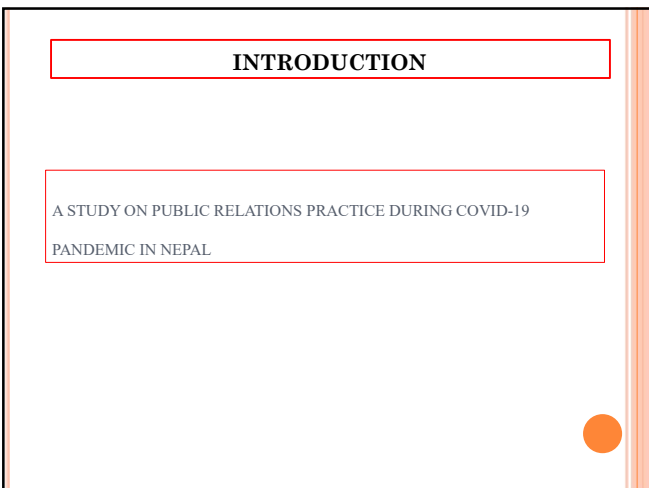 INTRODUCTION
A STUDY ON PUBLIC RELATIONS PRACTICE DURING COVID-19
PANDEMIC IN NEPAL